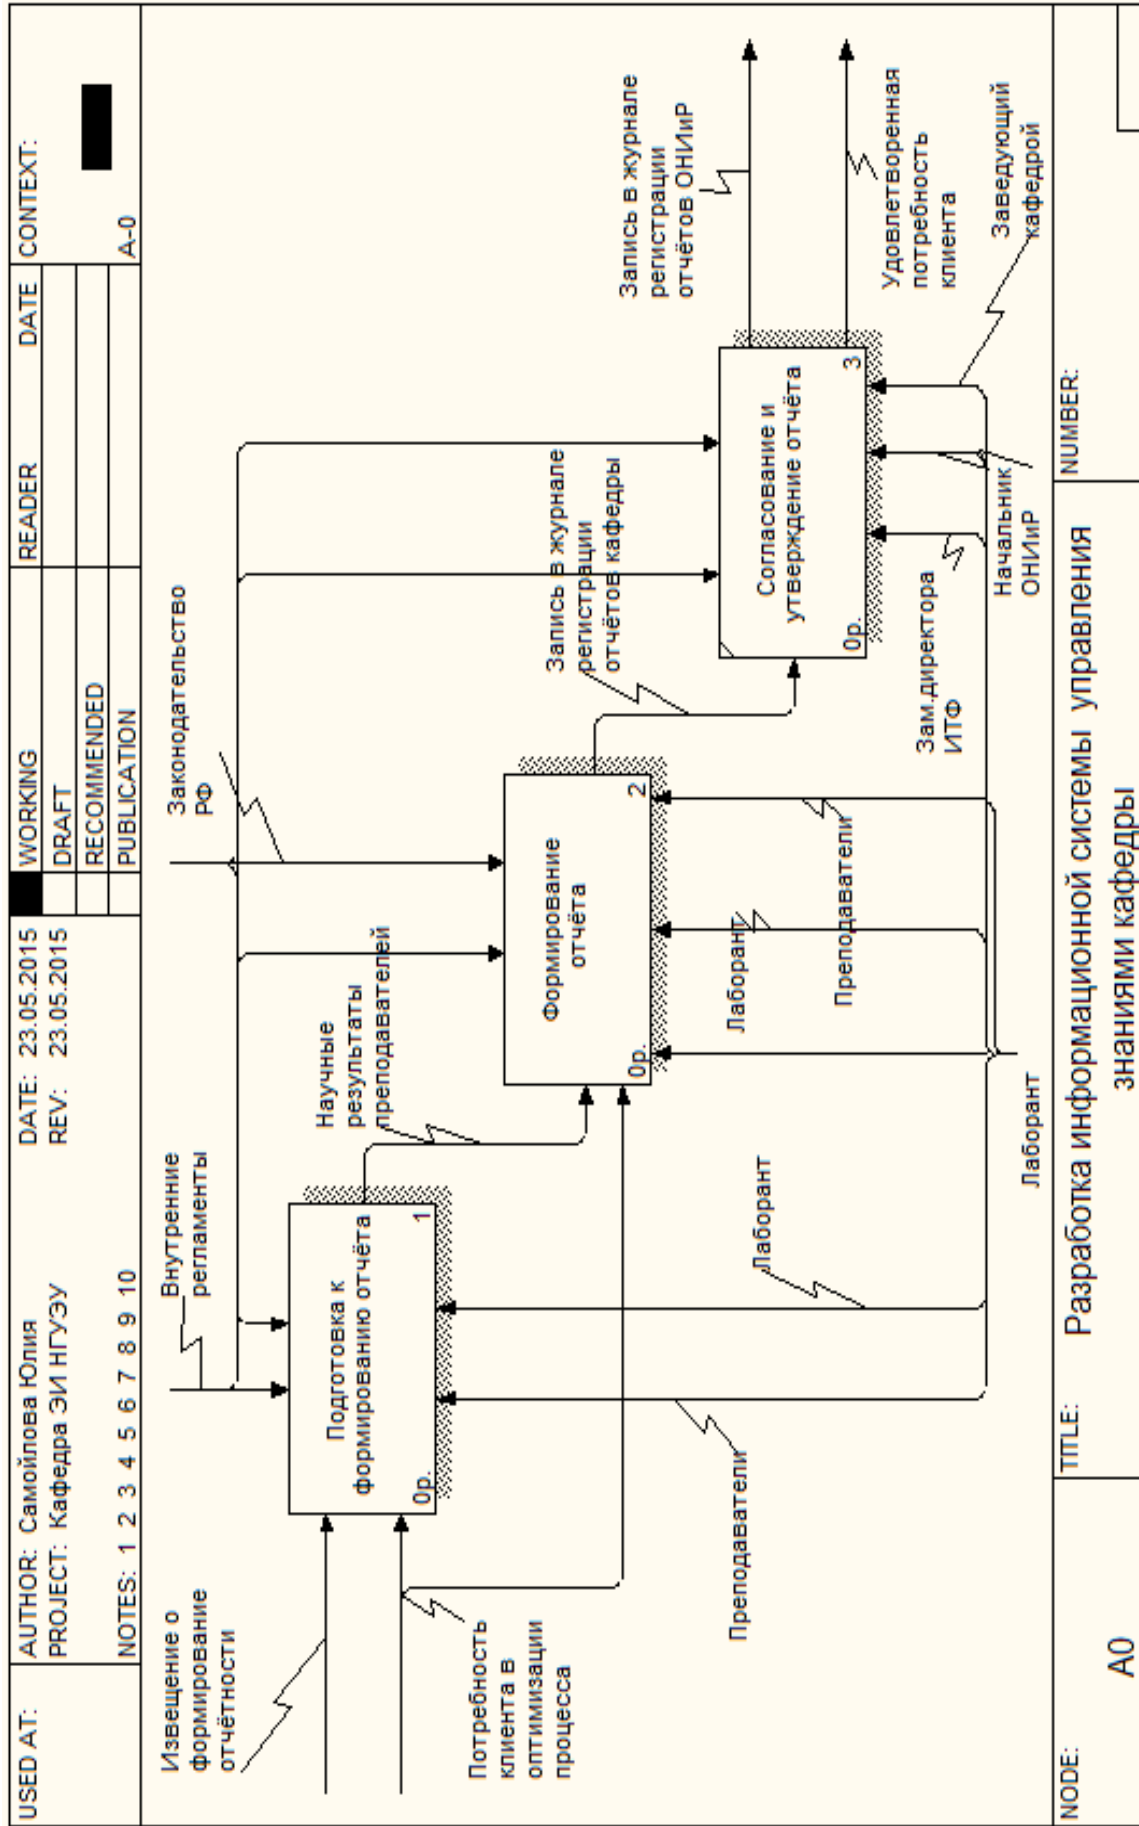 USED AT:
AUTHOR: Самойлова Юлия
DATE: 23.05.2015
WORKING
READER
DATE
CONTEXT:
PROJECT: Кафедра ЭИ НГУЭУ
REV: 23.05.2015
DRAFT
RECOMMENDED
NOTES: 1 2 3 4 5 6 7 8 9 10
PUBLICATION
A-0
Извещение о
формирование
отчётности
Внутренние
регламенты
Законодательство
РФ
Подготовка к
формированию отчёта
0р.
1
Научные
результаты
преподавателей
Потребность
клиента в
оптимизации
процесса
Формирование
отчёта
0р.
2
Запись в журнале
регистрации
отчётов кафедры
Запись в журнале
регистрации
отчётов ОНИиР
Согласование и
утверждение отчёта
0р.
3
Удовлетворенная
потребность
клиента
Преподаватели
Лаборант
Лаборант
Преподаватели
Зам.директора
ИТФ
Начальник
ОНИиР
Заведующий
кафедрой
Лаборант
NODE:
TITLE:
NUMBER:
A0
Разработка информационной системы управления
знаниями кафедры